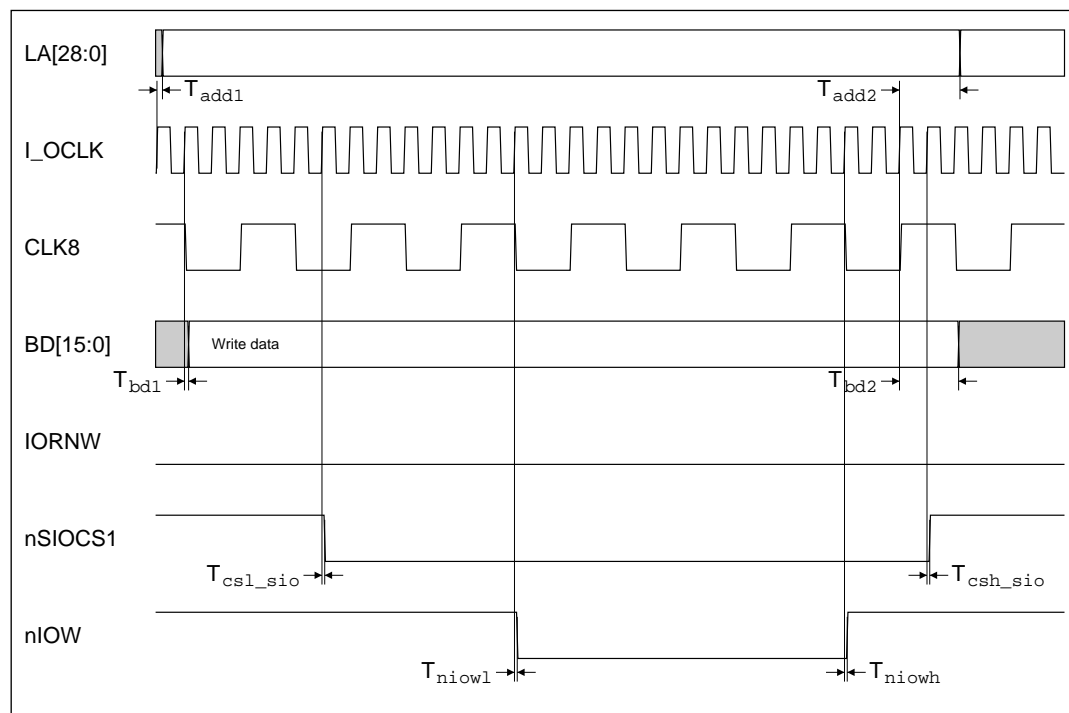 LA[28:0]
Tadd1
Tadd2
I_OCLK
CLK8
BD[15:0]
Write data
Tbd1
Tbd2
IORNW
nSIOCS1
Tcsl_sio
Tcsh_sio
nIOW
Tniowl
Tniowh